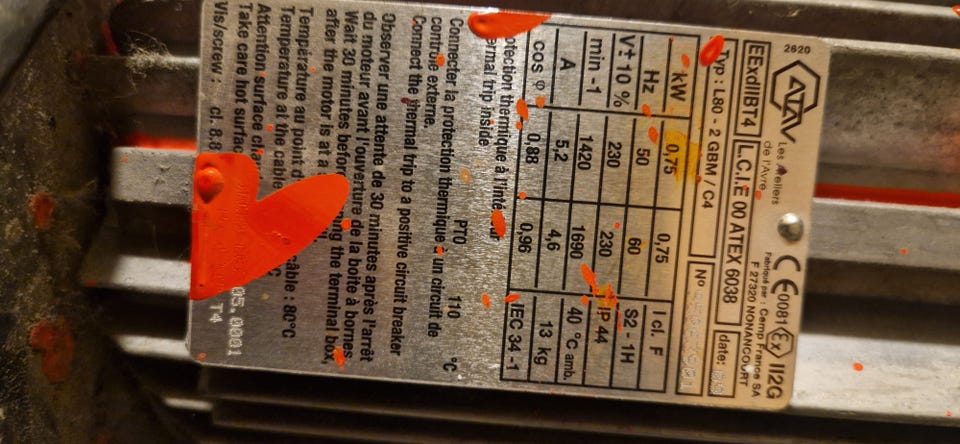 2620
ATAV
Les Ateliers
de l'Avre
CE 0081 Ex II2G
Fabriqué par : Cemp France SA
F 27320 NONANCOURT
EExdIIBT4 L.C.I.E 00 ATEX 6038 date:
Typ : L80 - 2 GBM / C4 N°
kW 0,75 0,75 I cl. F
Hz 50 60 S2 - 1H
V± 10 % 230 230 IP 44
min -1 1420 1690 40 °C amb.
A 5,2 4,6 13 kg
cos φ 0,88 0,96 IEC 34 -1
thermique à l'intérieur
trip inside
PTO 110 °C
Connecter la protection thermique à un circuit de
contrôle externe.
Connect the thermal trip to a positive circuit breaker
Observer une attente de 30 minutes après l'arrêt
du moteur avant l'ouverture de la boîte à bornes
Wait 30 minutes before the terminal box,
after the motor is at a
Température au point câble : 80°C
Temperature at the cable
Attention surface
Take care hot surface
Vis/screw : cl. 8.8 05.0001
T4